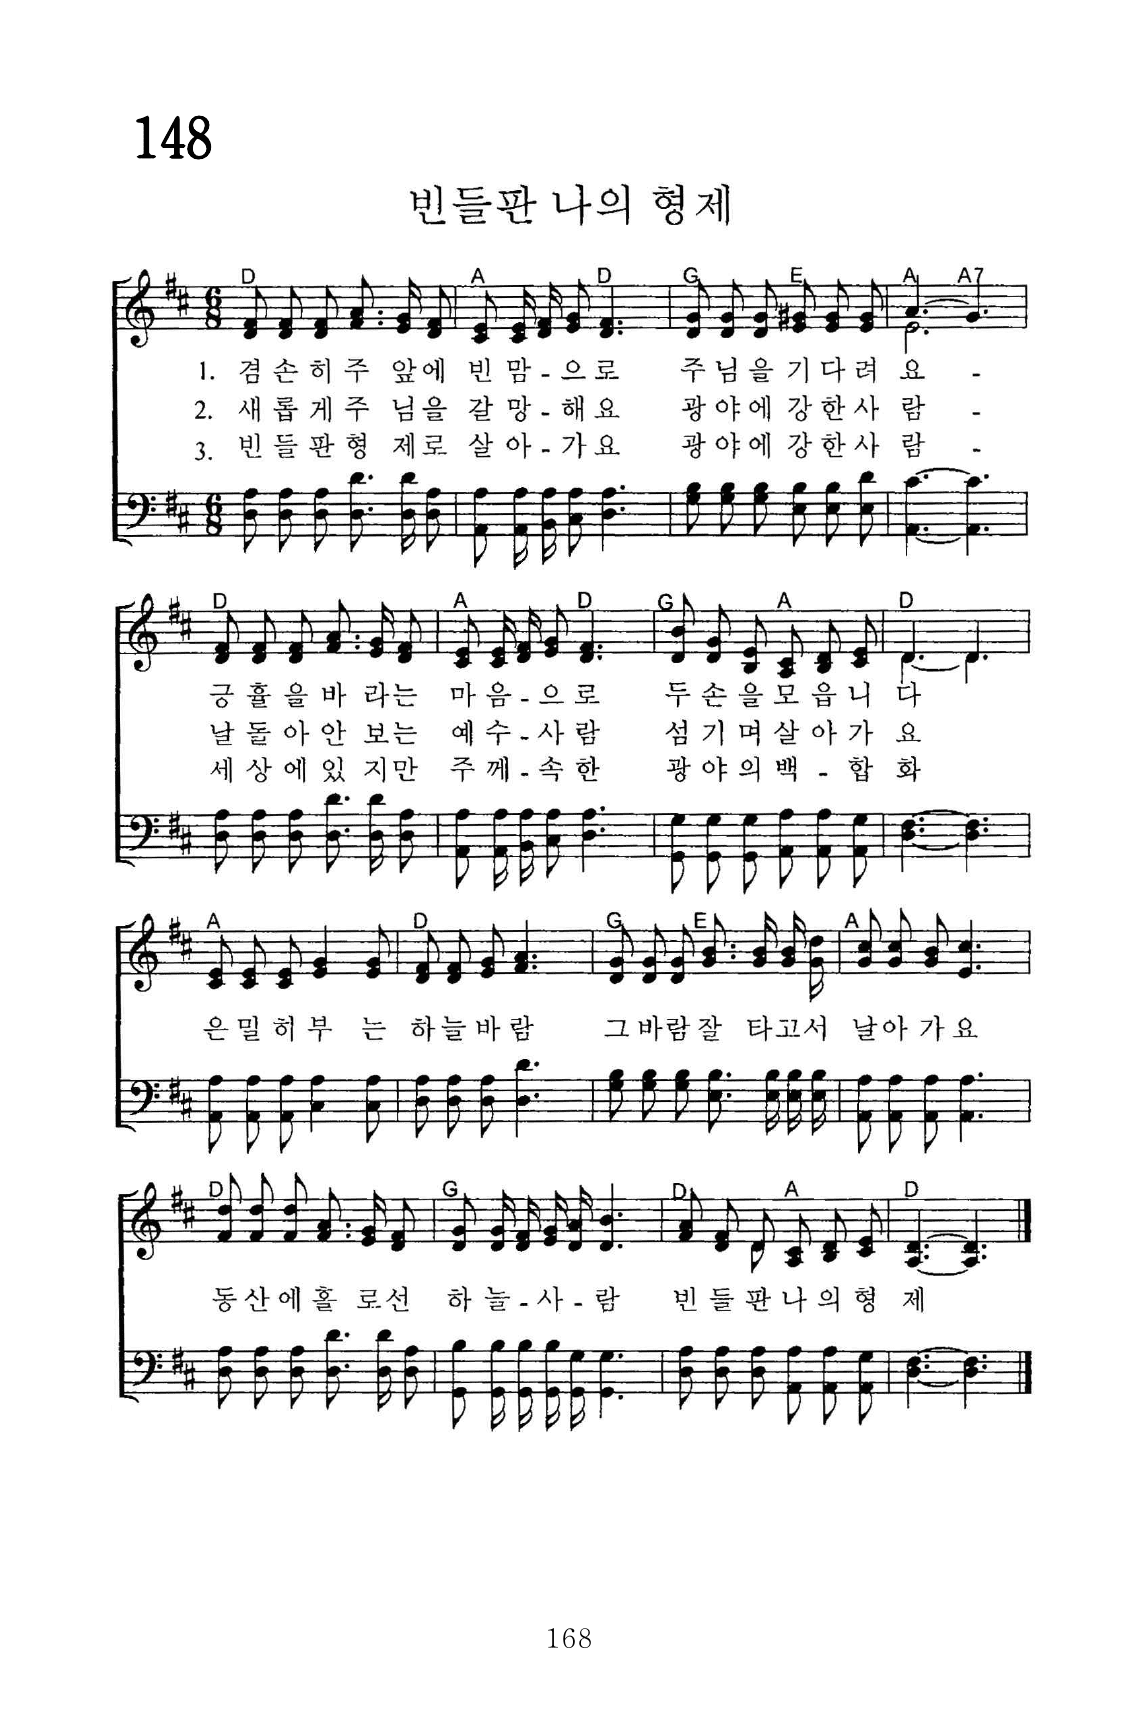 148
빈들판 나의 형제
D A D G E A A7
1. 겸손히주 앞에 빈맘-으로 주님을기다려 요 -
2. 새롭게주 님을 갈망-해요 광야에강한사 람 -
3. 빈들판형 제로 살아-가요 광야에강한사 람 -
D A D G A D
긍휼을바 라는 마음-으로 두손을모읍니 다
날돌아안 보는 예수-사람 섬기며살아가 요
세상에있 지만 주께-속한 광야의백-합 화
A D G E A
은밀히부 는 하늘바람 그바람잘 타고서 날아가요
D G D A D
동산에홀 로선 하늘-사-람 빈들판나의형 제
168